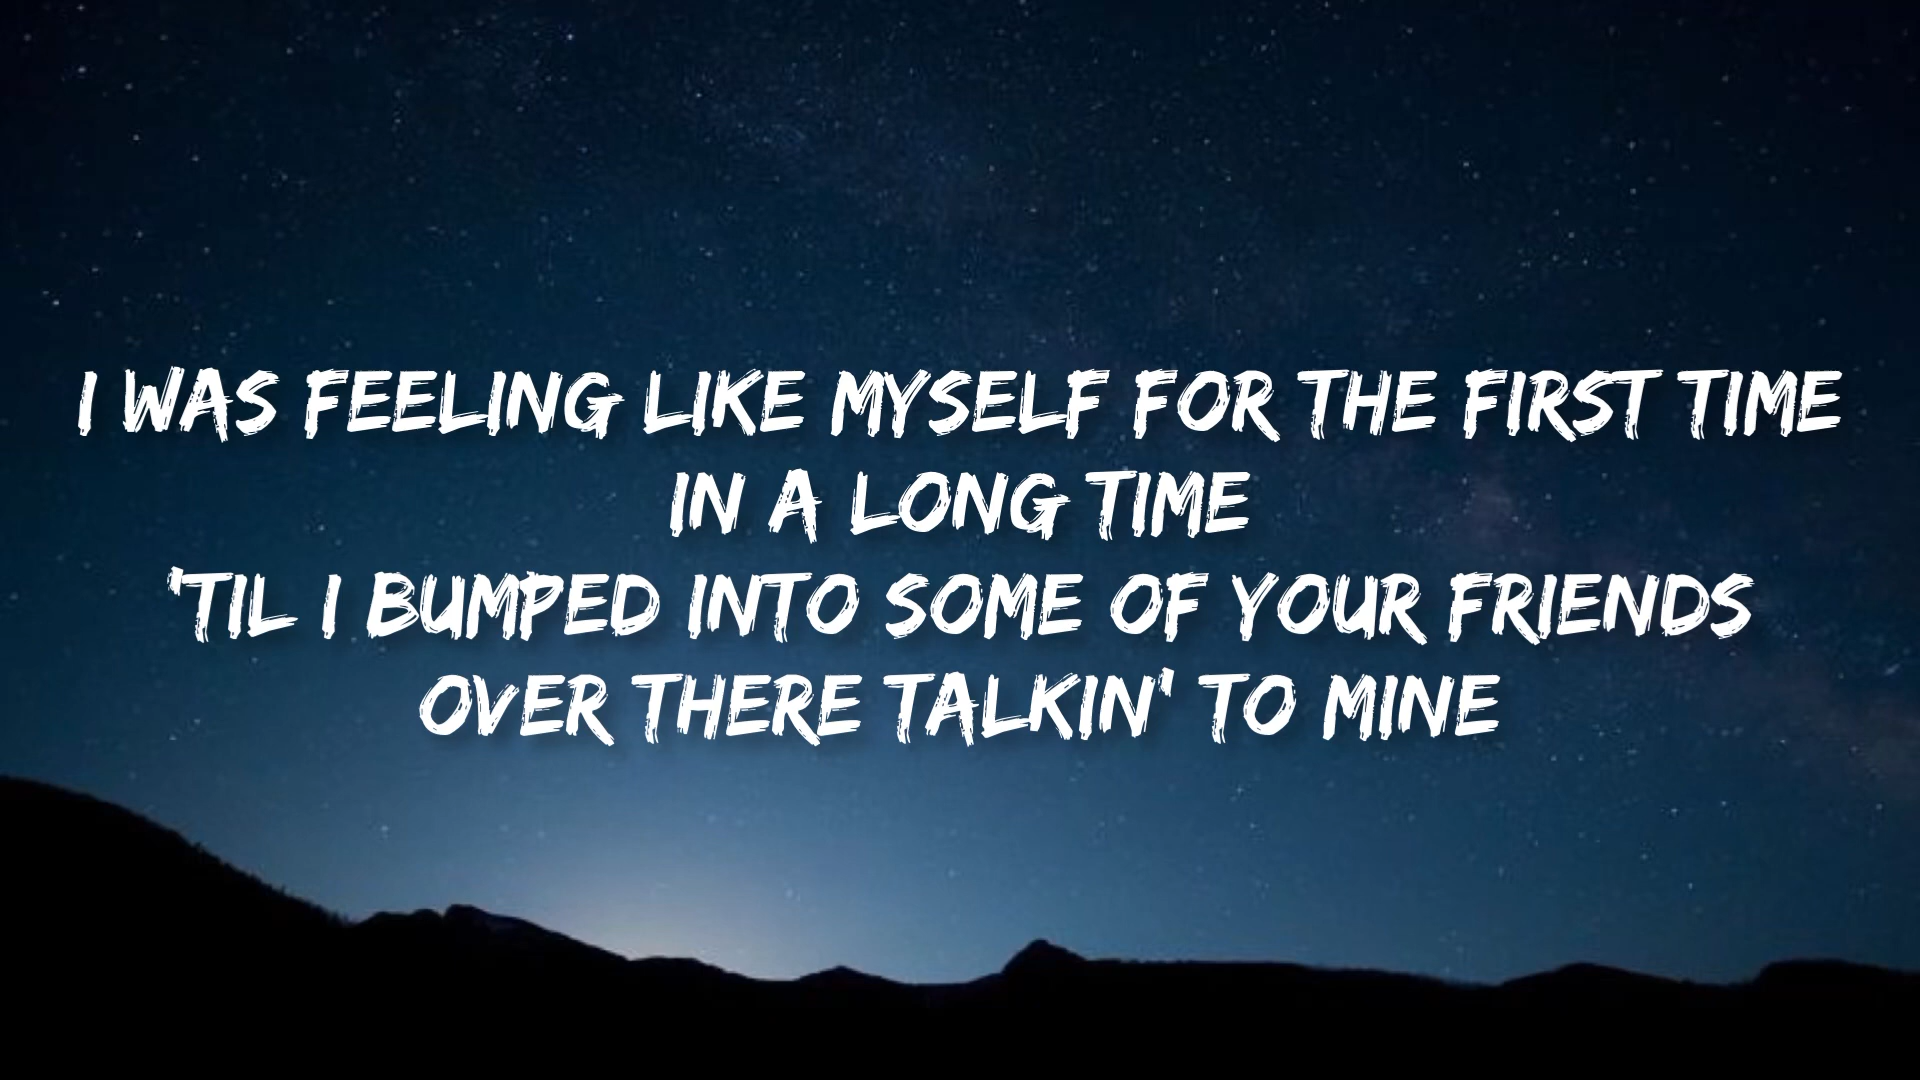 I WAS FEELING LIKE MYSELF FOR THE FIRST TIME
IN A LONG TIME
'TIL I BUMPED INTO SOME OF YOUR FRIENDS
OVER THERE TALKIN' TO MINE